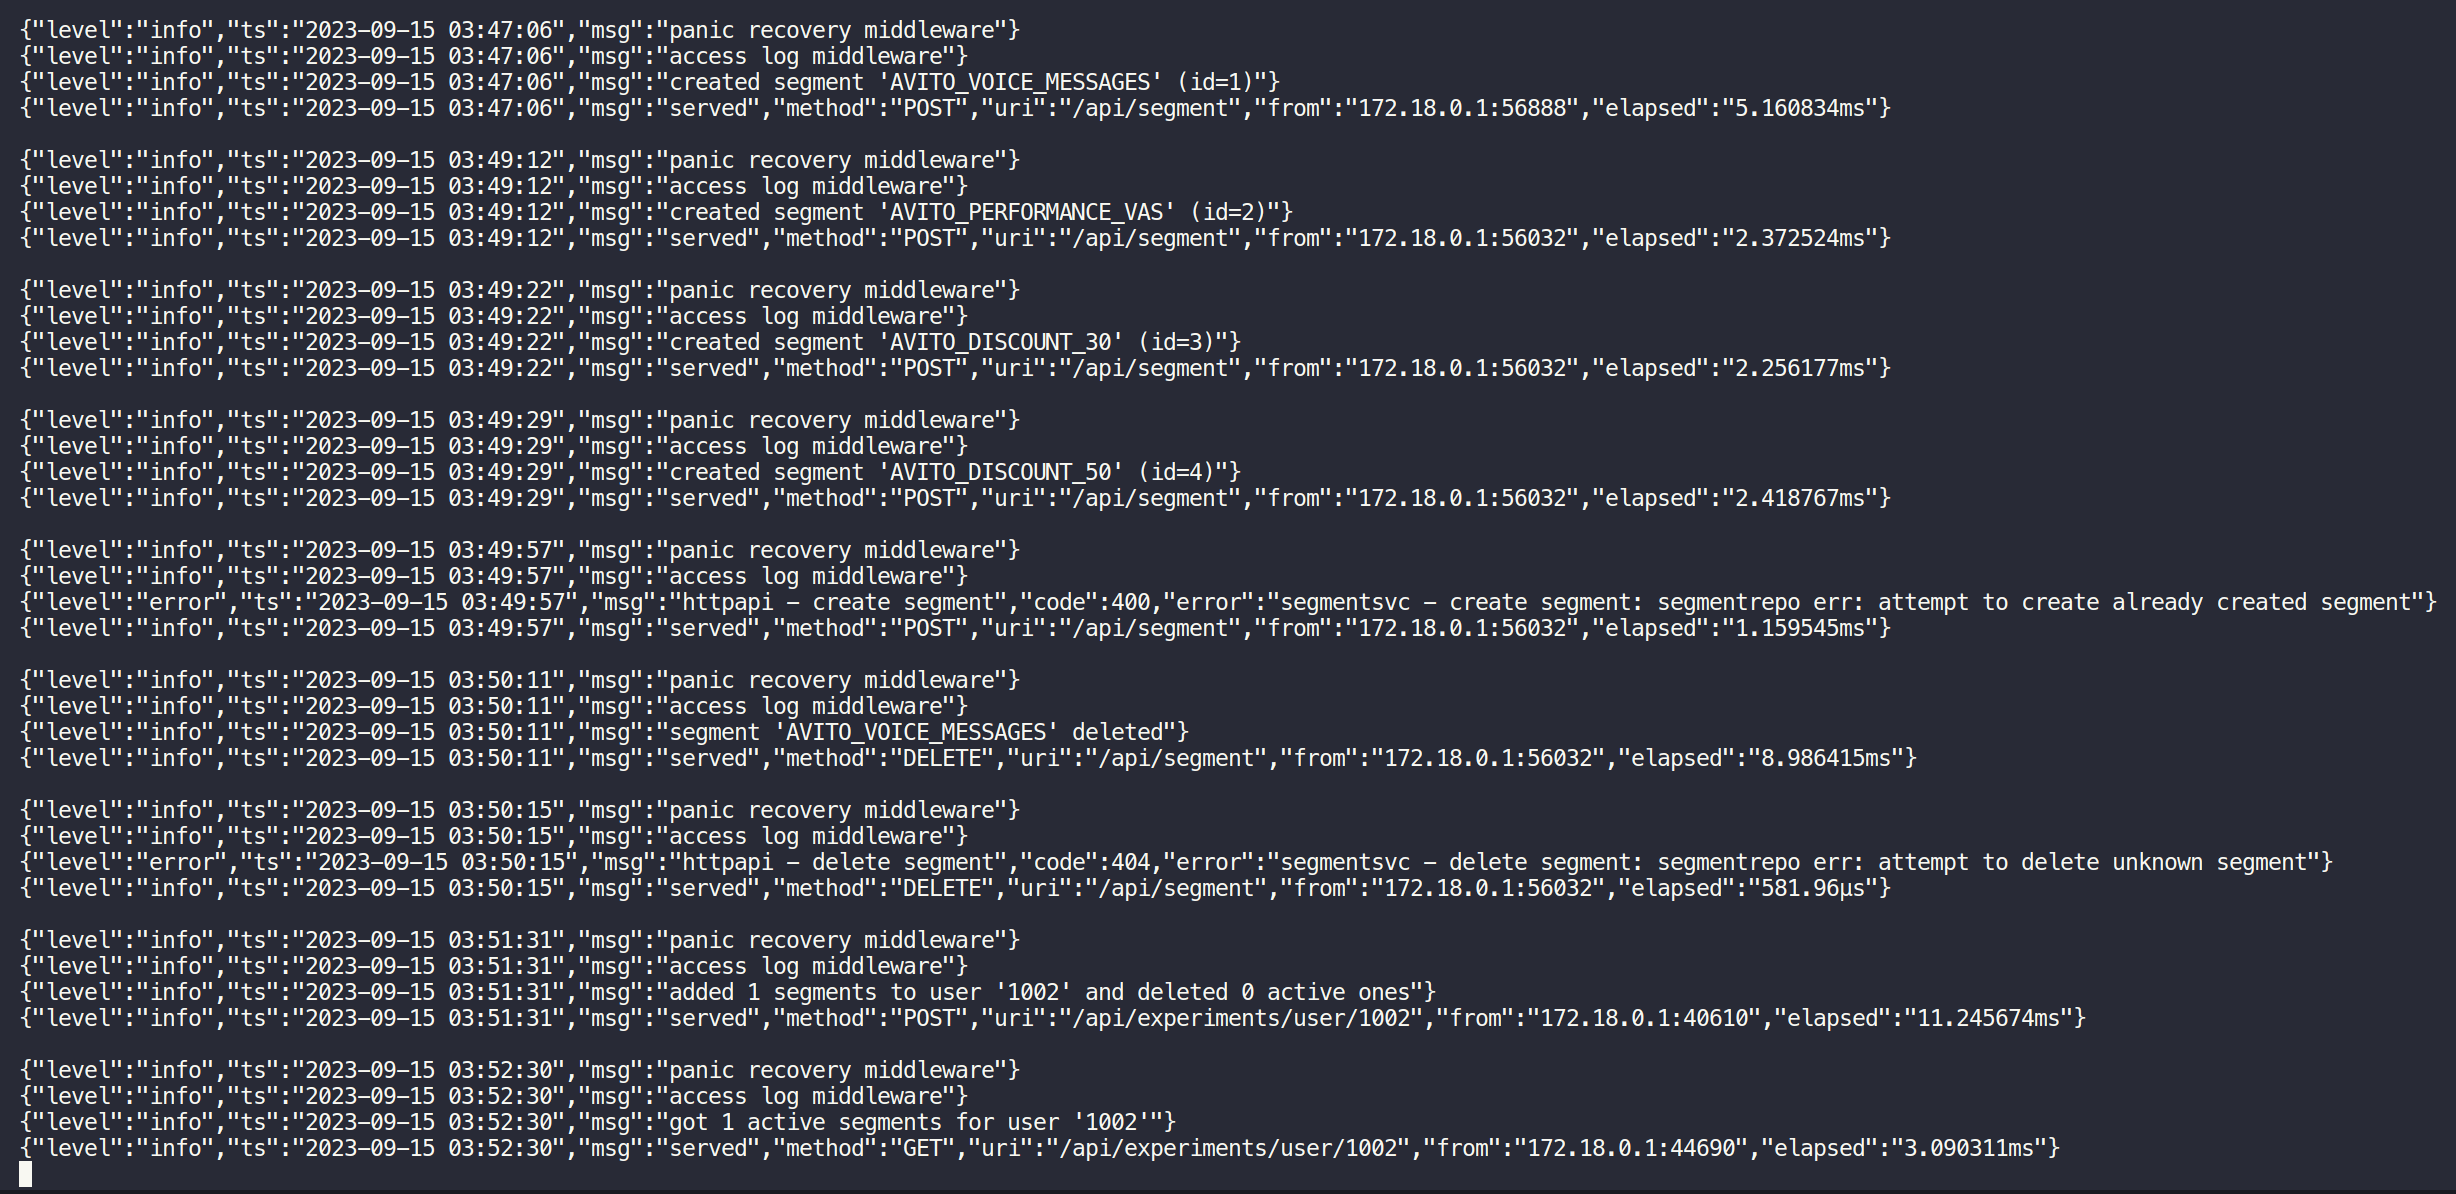 {"level":"info","ts":"2023-09-15 03:47:06","msg":"panic recovery middleware"}
{"level":"info","ts":"2023-09-15 03:47:06","msg":"access log middleware"}
{"level":"info","ts":"2023-09-15 03:47:06","msg":"created segment 'AVITO_VOICE_MESSAGES' (id=1)"}
{"level":"info","ts":"2023-09-15 03:47:06","msg":"served","method":"POST","uri":"/api/segment","from":"172.18.0.1:56888","elapsed":"5.160834ms"}

{"level":"info","ts":"2023-09-15 03:49:12","msg":"panic recovery middleware"}
{"level":"info","ts":"2023-09-15 03:49:12","msg":"access log middleware"}
{"level":"info","ts":"2023-09-15 03:49:12","msg":"created segment 'AVITO_PERFORMANCE_VAS' (id=2)"}
{"level":"info","ts":"2023-09-15 03:49:12","msg":"served","method":"POST","uri":"/api/segment","from":"172.18.0.1:56032","elapsed":"2.372524ms"}

{"level":"info","ts":"2023-09-15 03:49:22","msg":"panic recovery middleware"}
{"level":"info","ts":"2023-09-15 03:49:22","msg":"access log middleware"}
{"level":"info","ts":"2023-09-15 03:49:22","msg":"created segment 'AVITO_DISCOUNT_30' (id=3)"}
{"level":"info","ts":"2023-09-15 03:49:22","msg":"served","method":"POST","uri":"/api/segment","from":"172.18.0.1:56032","elapsed":"2.256177ms"}

{"level":"info","ts":"2023-09-15 03:49:29","msg":"panic recovery middleware"}
{"level":"info","ts":"2023-09-15 03:49:29","msg":"access log middleware"}
{"level":"info","ts":"2023-09-15 03:49:29","msg":"created segment 'AVITO_DISCOUNT_50' (id=4)"}
{"level":"info","ts":"2023-09-15 03:49:29","msg":"served","method":"POST","uri":"/api/segment","from":"172.18.0.1:56032","elapsed":"2.418767ms"}

{"level":"info","ts":"2023-09-15 03:49:57","msg":"panic recovery middleware"}
{"level":"info","ts":"2023-09-15 03:49:57","msg":"access log middleware"}
{"level":"error","ts":"2023-09-15 03:49:57","msg":"httpapi - create segment","code":400,"error":"segmentsvc - create segment: segmentrepo err: attempt to create already created segment"}
{"level":"info","ts":"2023-09-15 03:49:57","msg":"served","method":"POST","uri":"/api/segment","from":"172.18.0.1:56032","elapsed":"1.159545ms"}

{"level":"info","ts":"2023-09-15 03:50:11","msg":"panic recovery middleware"}
{"level":"info","ts":"2023-09-15 03:50:11","msg":"access log middleware"}
{"level":"info","ts":"2023-09-15 03:50:11","msg":"segment 'AVITO_VOICE_MESSAGES' deleted"}
{"level":"info","ts":"2023-09-15 03:50:11","msg":"served","method":"DELETE","uri":"/api/segment","from":"172.18.0.1:56032","elapsed":"8.986415ms"}

{"level":"info","ts":"2023-09-15 03:50:15","msg":"panic recovery middleware"}
{"level":"info","ts":"2023-09-15 03:50:15","msg":"access log middleware"}
{"level":"error","ts":"2023-09-15 03:50:15","msg":"httpapi - delete segment","code":404,"error":"segmentsvc - delete segment: segmentrepo err: attempt to delete unknown segment"}
{"level":"info","ts":"2023-09-15 03:50:15","msg":"served","method":"DELETE","uri":"/api/segment","from":"172.18.0.1:56032","elapsed":"581.96µs"}

{"level":"info","ts":"2023-09-15 03:51:31","msg":"panic recovery middleware"}
{"level":"info","ts":"2023-09-15 03:51:31","msg":"access log middleware"}
{"level":"info","ts":"2023-09-15 03:51:31","msg":"added 1 segments to user '1002' and deleted 0 active ones"}
{"level":"info","ts":"2023-09-15 03:51:31","msg":"served","method":"POST","uri":"/api/experiments/user/1002","from":"172.18.0.1:40610","elapsed":"11.245674ms"}

{"level":"info","ts":"2023-09-15 03:52:30","msg":"panic recovery middleware"}
{"level":"info","ts":"2023-09-15 03:52:30","msg":"access log middleware"}
{"level":"info","ts":"2023-09-15 03:52:30","msg":"got 1 active segments for user '1002'"}
{"level":"info","ts":"2023-09-15 03:52:30","msg":"served","method":"GET","uri":"/api/experiments/user/1002","from":"172.18.0.1:44690","elapsed":"3.090311ms"}